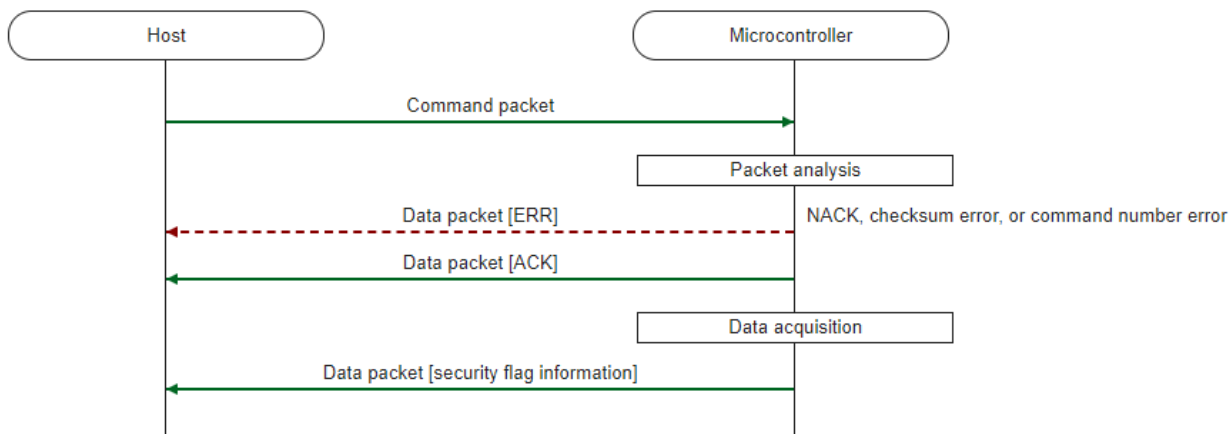 Host
Microcontroller
Command packet
Packet analysis
Data packet [ERR]
NACK, checksum error, or command number error
Data packet [ACK]
Data acquisition
Data packet [security flag information]